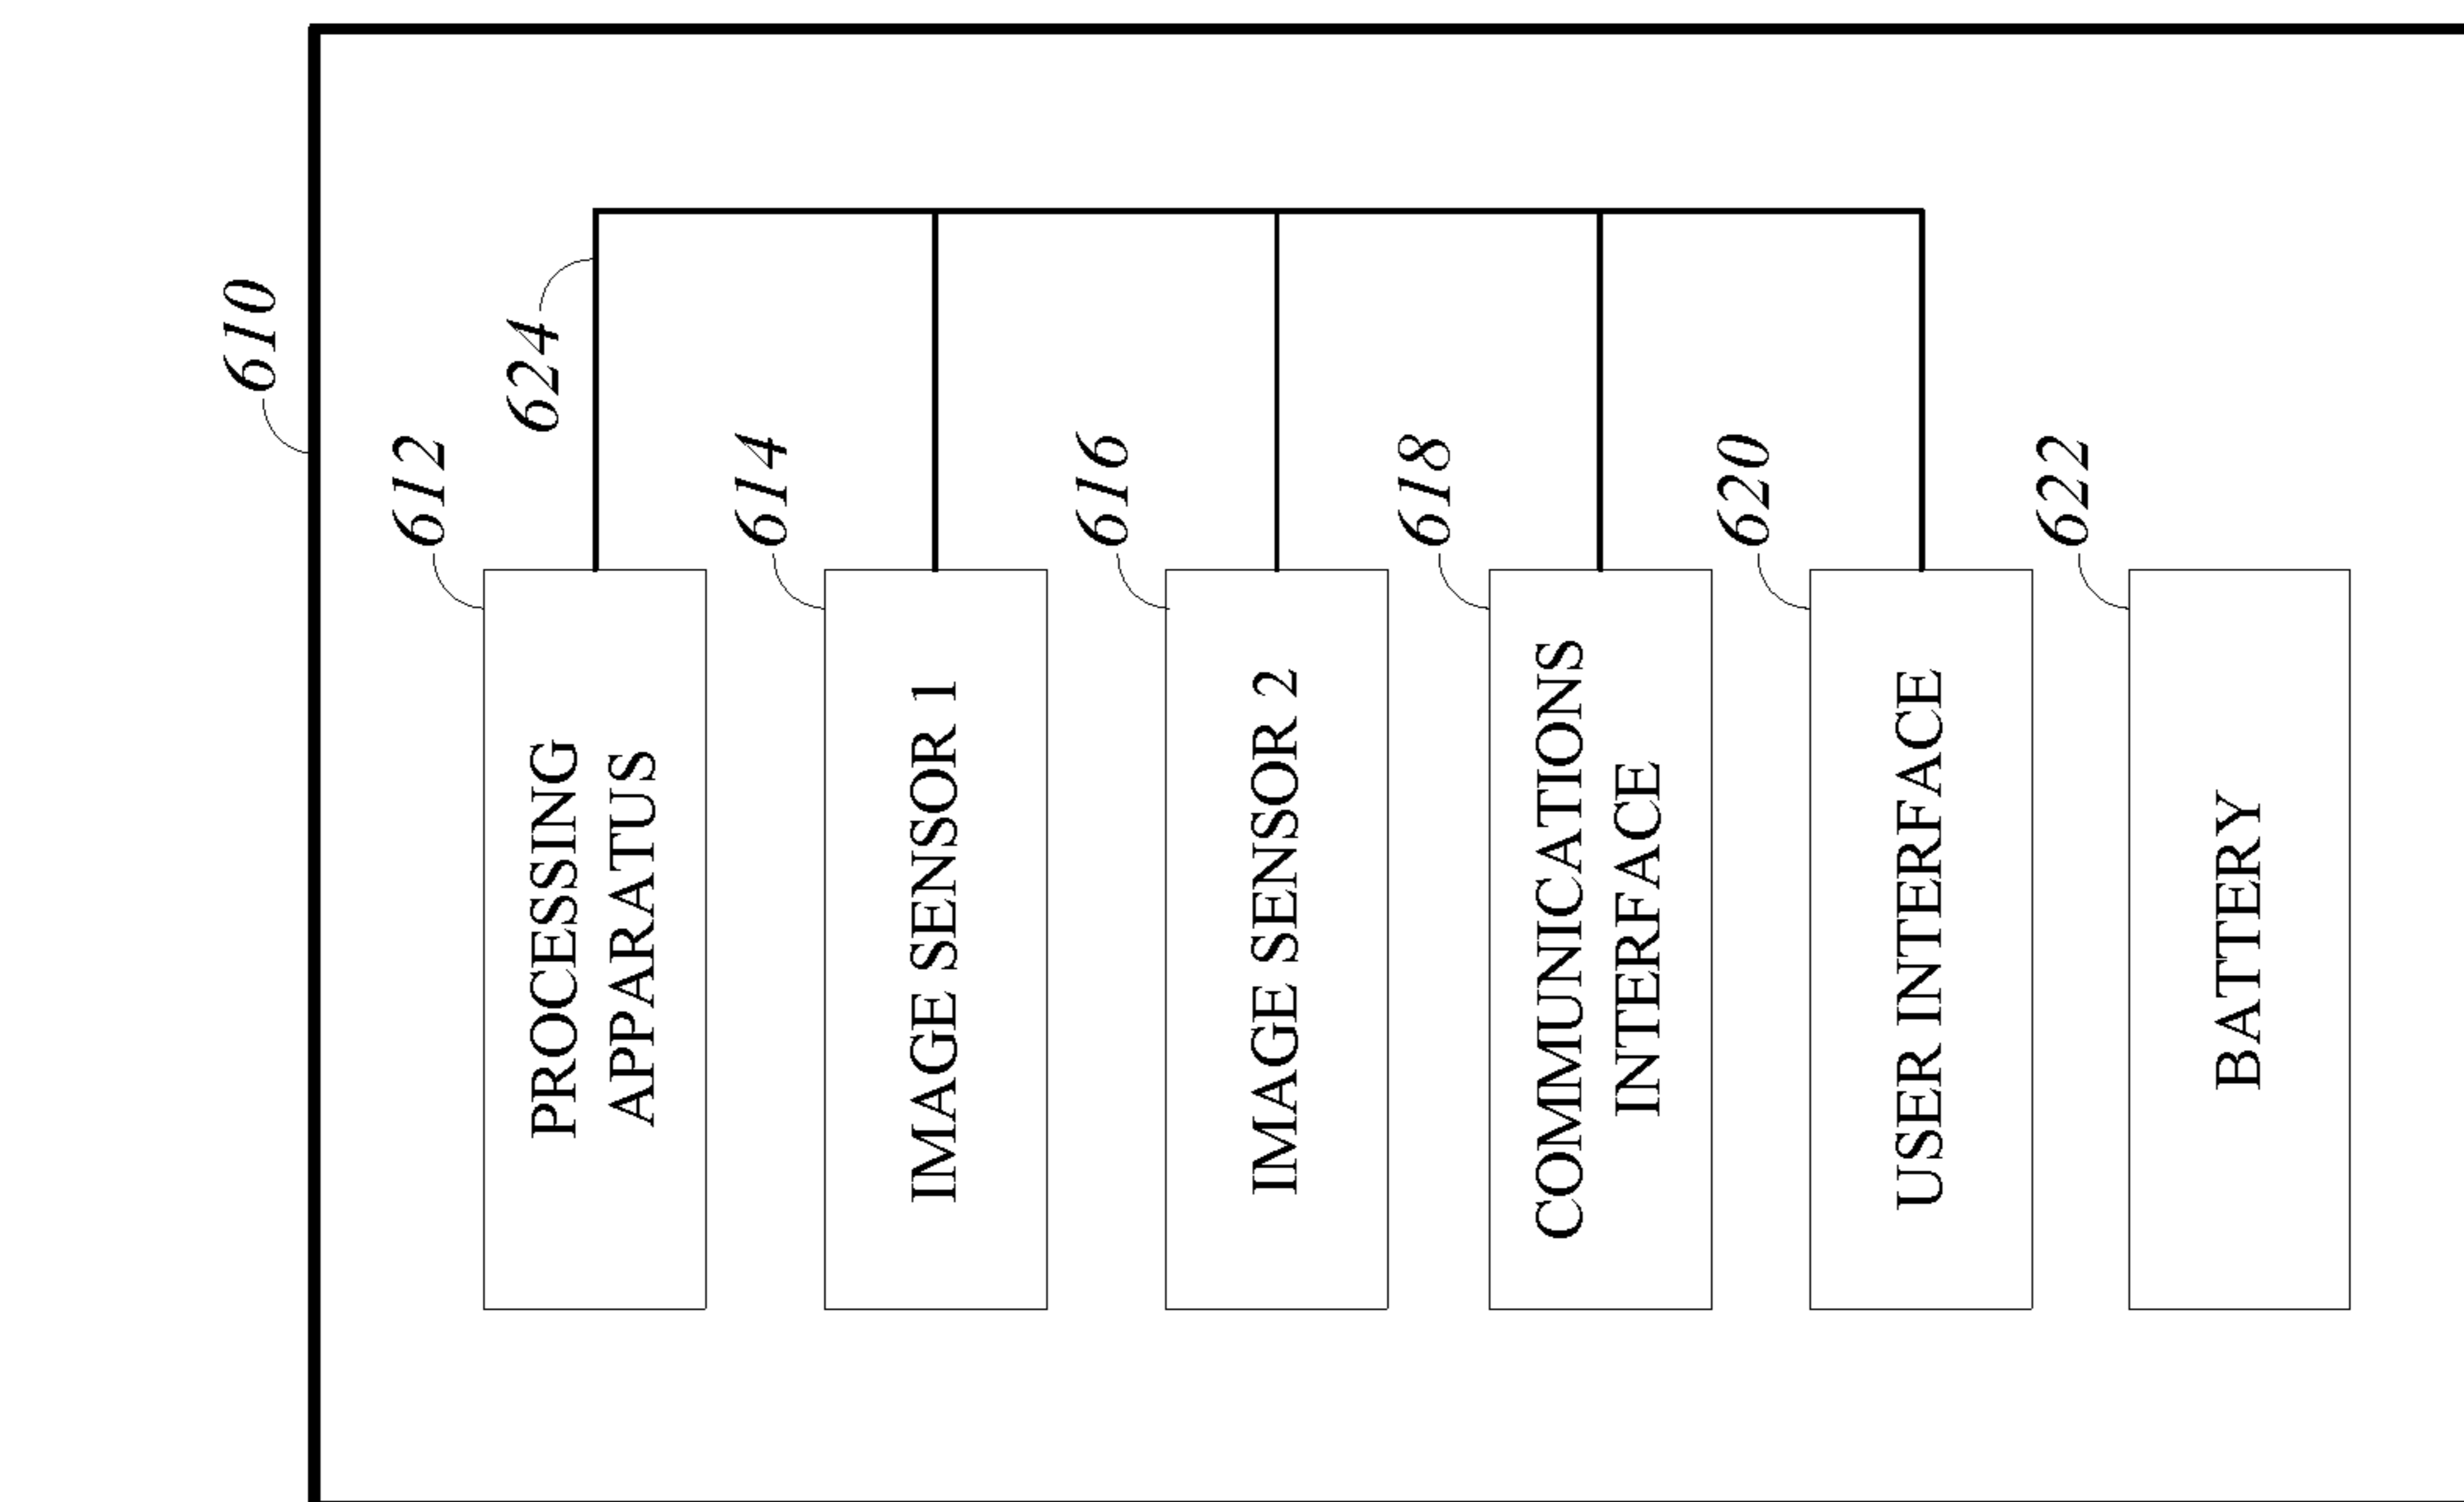 610
612
624
PROCESSING
APPARATUS
614
IMAGE SENSOR 1
616
IMAGE SENSOR 2
618
COMMUNICATIONS
INTERFACE
620
USER INTERFACE
622
BATTERY